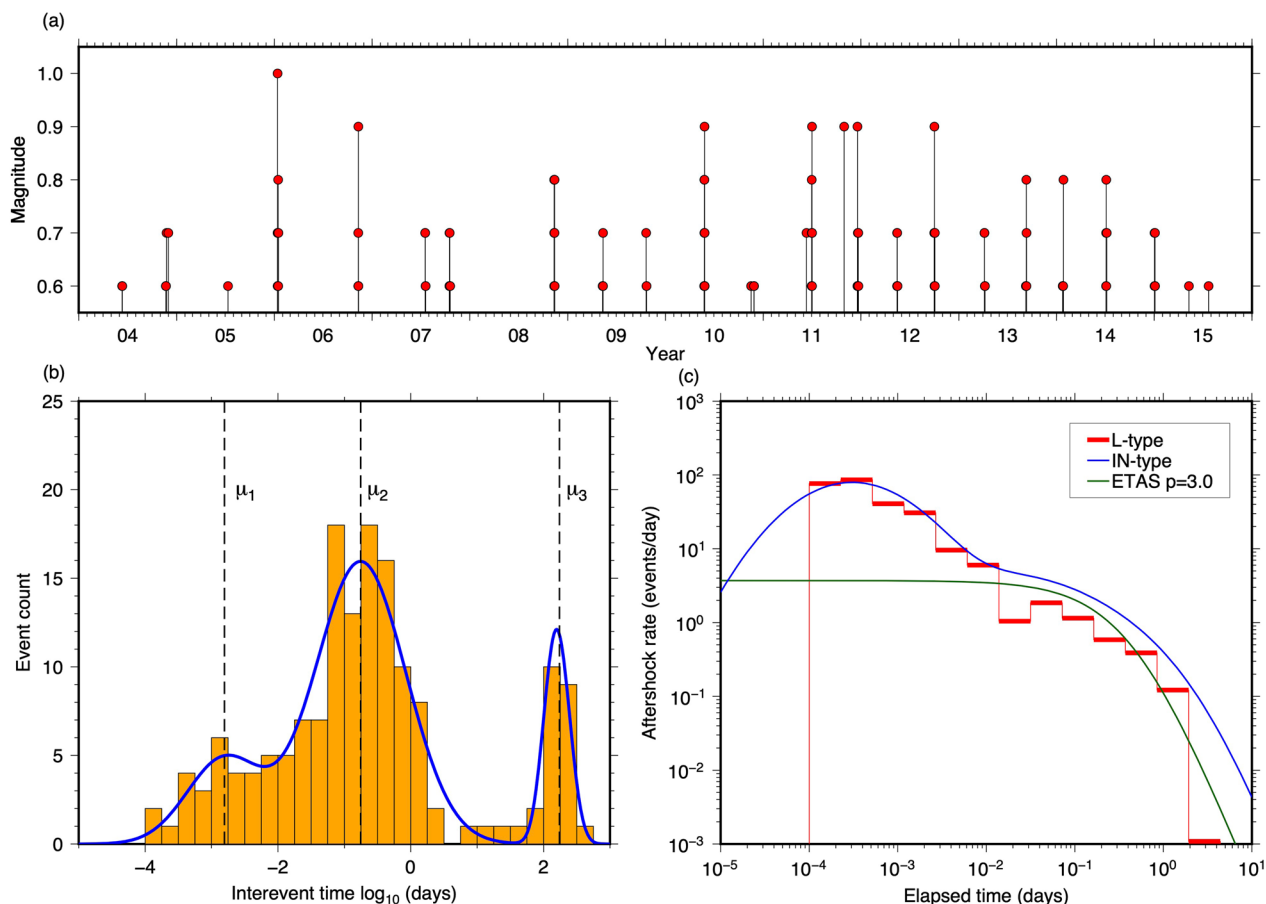 (a)
Magnitude
1.0
0.9
0.8
0.7
0.6
04 05 06 07 08 09 10 11 12 13 14 15
Year
(b)
Event count
25
20
15
10
5
0
μ1 μ2 μ3
−4 −2 0 2
Interevent time log10 (days)
(c)
Aftershock rate (events/day)
10^3
10^2
10^1
10^0
10^−1
10^−2
10^−3
L-type
IN-type
ETAS p=3.0
10^−5 10^−4 10^−3 10^−2 10^−1 10^0 10^1
Elapsed time (days)